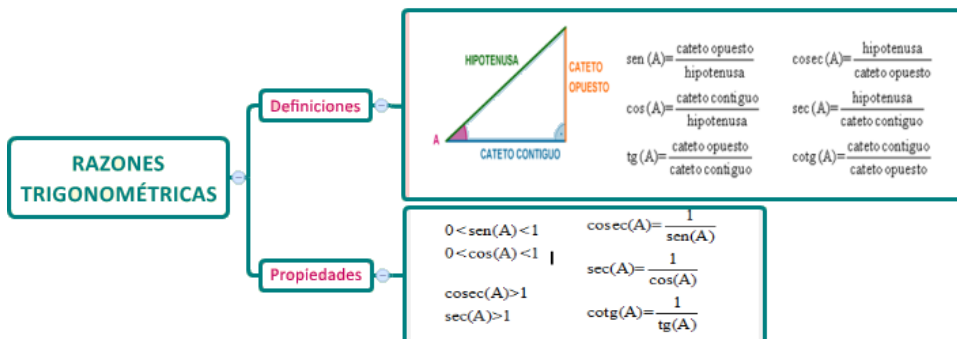 RAZONES
TRIGONOMÉTRICAS
Definiciones
HIPOTENUSA
CATETO
OPUESTO
A
CATETO CONTIGUO
sen (A)=cateto opuesto/hipotenusa
cosec (A)=hipotenusa/cateto opuesto
cos(A)=cateto contiguo/hipotenusa
sec (A)=hipotenusa/cateto contiguo
tg (A)=cateto opuesto/cateto contiguo
cotg (A)=cateto contiguo/cateto opuesto
Propiedades
0<sen(A)<1
0<cos(A)<1
cosec(A)>1
sec(A)>1
cosec(A)=1/sen(A)
sec(A)=1/cos(A)
cotg(A)=1/tg(A)